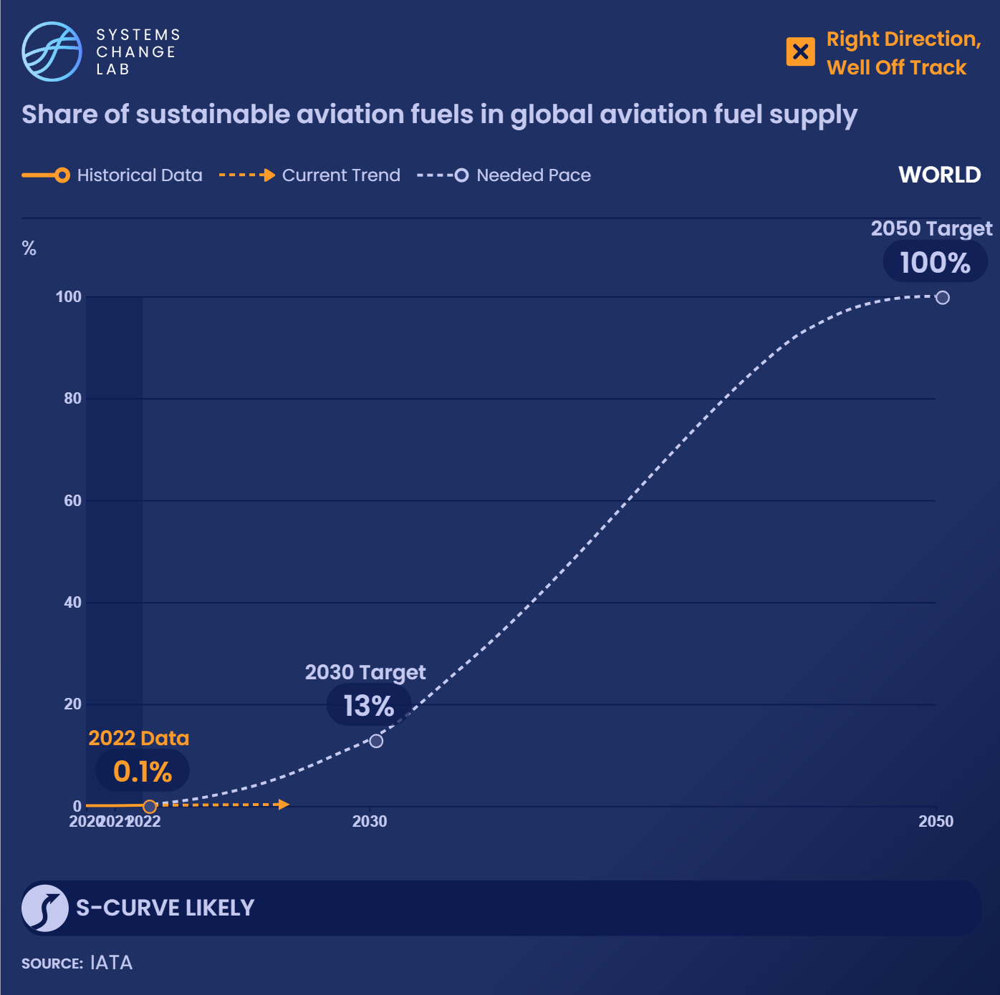 SYSTEMS
CHANGE
LAB
Right Direction,
Well Off Track
Share of sustainable aviation fuels in global aviation fuel supply
Historical Data
Current Trend
Needed Pace
WORLD
%
2050 Target
100%
100
80
60
40
2030 Target
13%
20
2022 Data
0.1%
0
2020 2021 2022 2030 2050
S-CURVE LIKELY
SOURCE: IATA